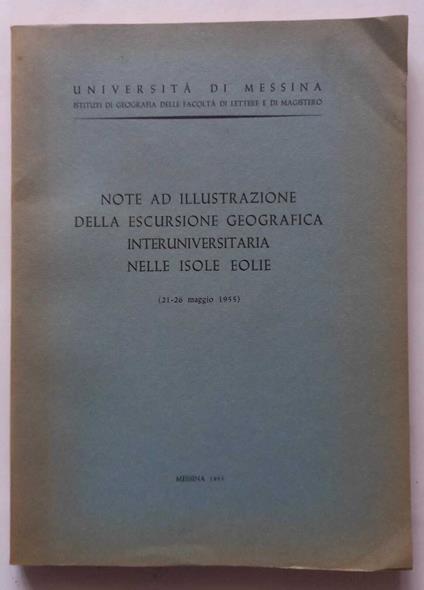 UNIVERSITÀ DI MESSINA
ISTITUTI DI GEOGRAFIA DELLE FACOLTÀ DI LETTERE E DI MAGISTERO
NOTE AD ILLUSTRAZIONE
DELLA ESCURSIONE GEOGRAFICA
INTERUNIVERSITARIA
NELLE ISOLE EOLIE
(21-26 maggio 1955)
MESSINA